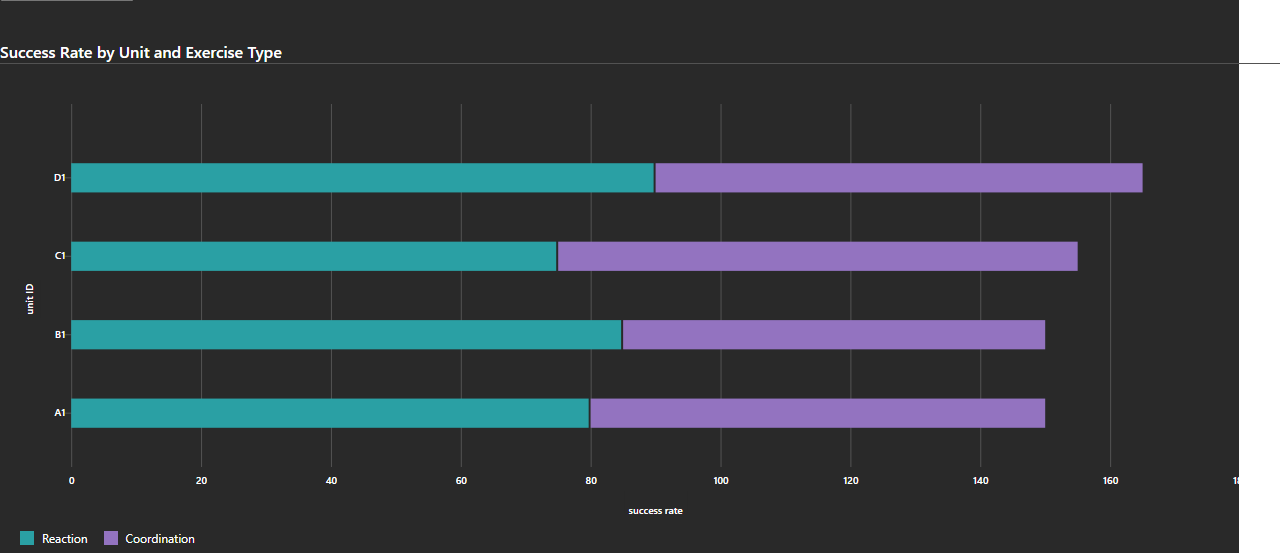 Success Rate by Unit and Exercise Type
D1
C1
unit ID
B1
A1
0 20 40 60 80 100 120 140 160
success rate
Reaction Coordination